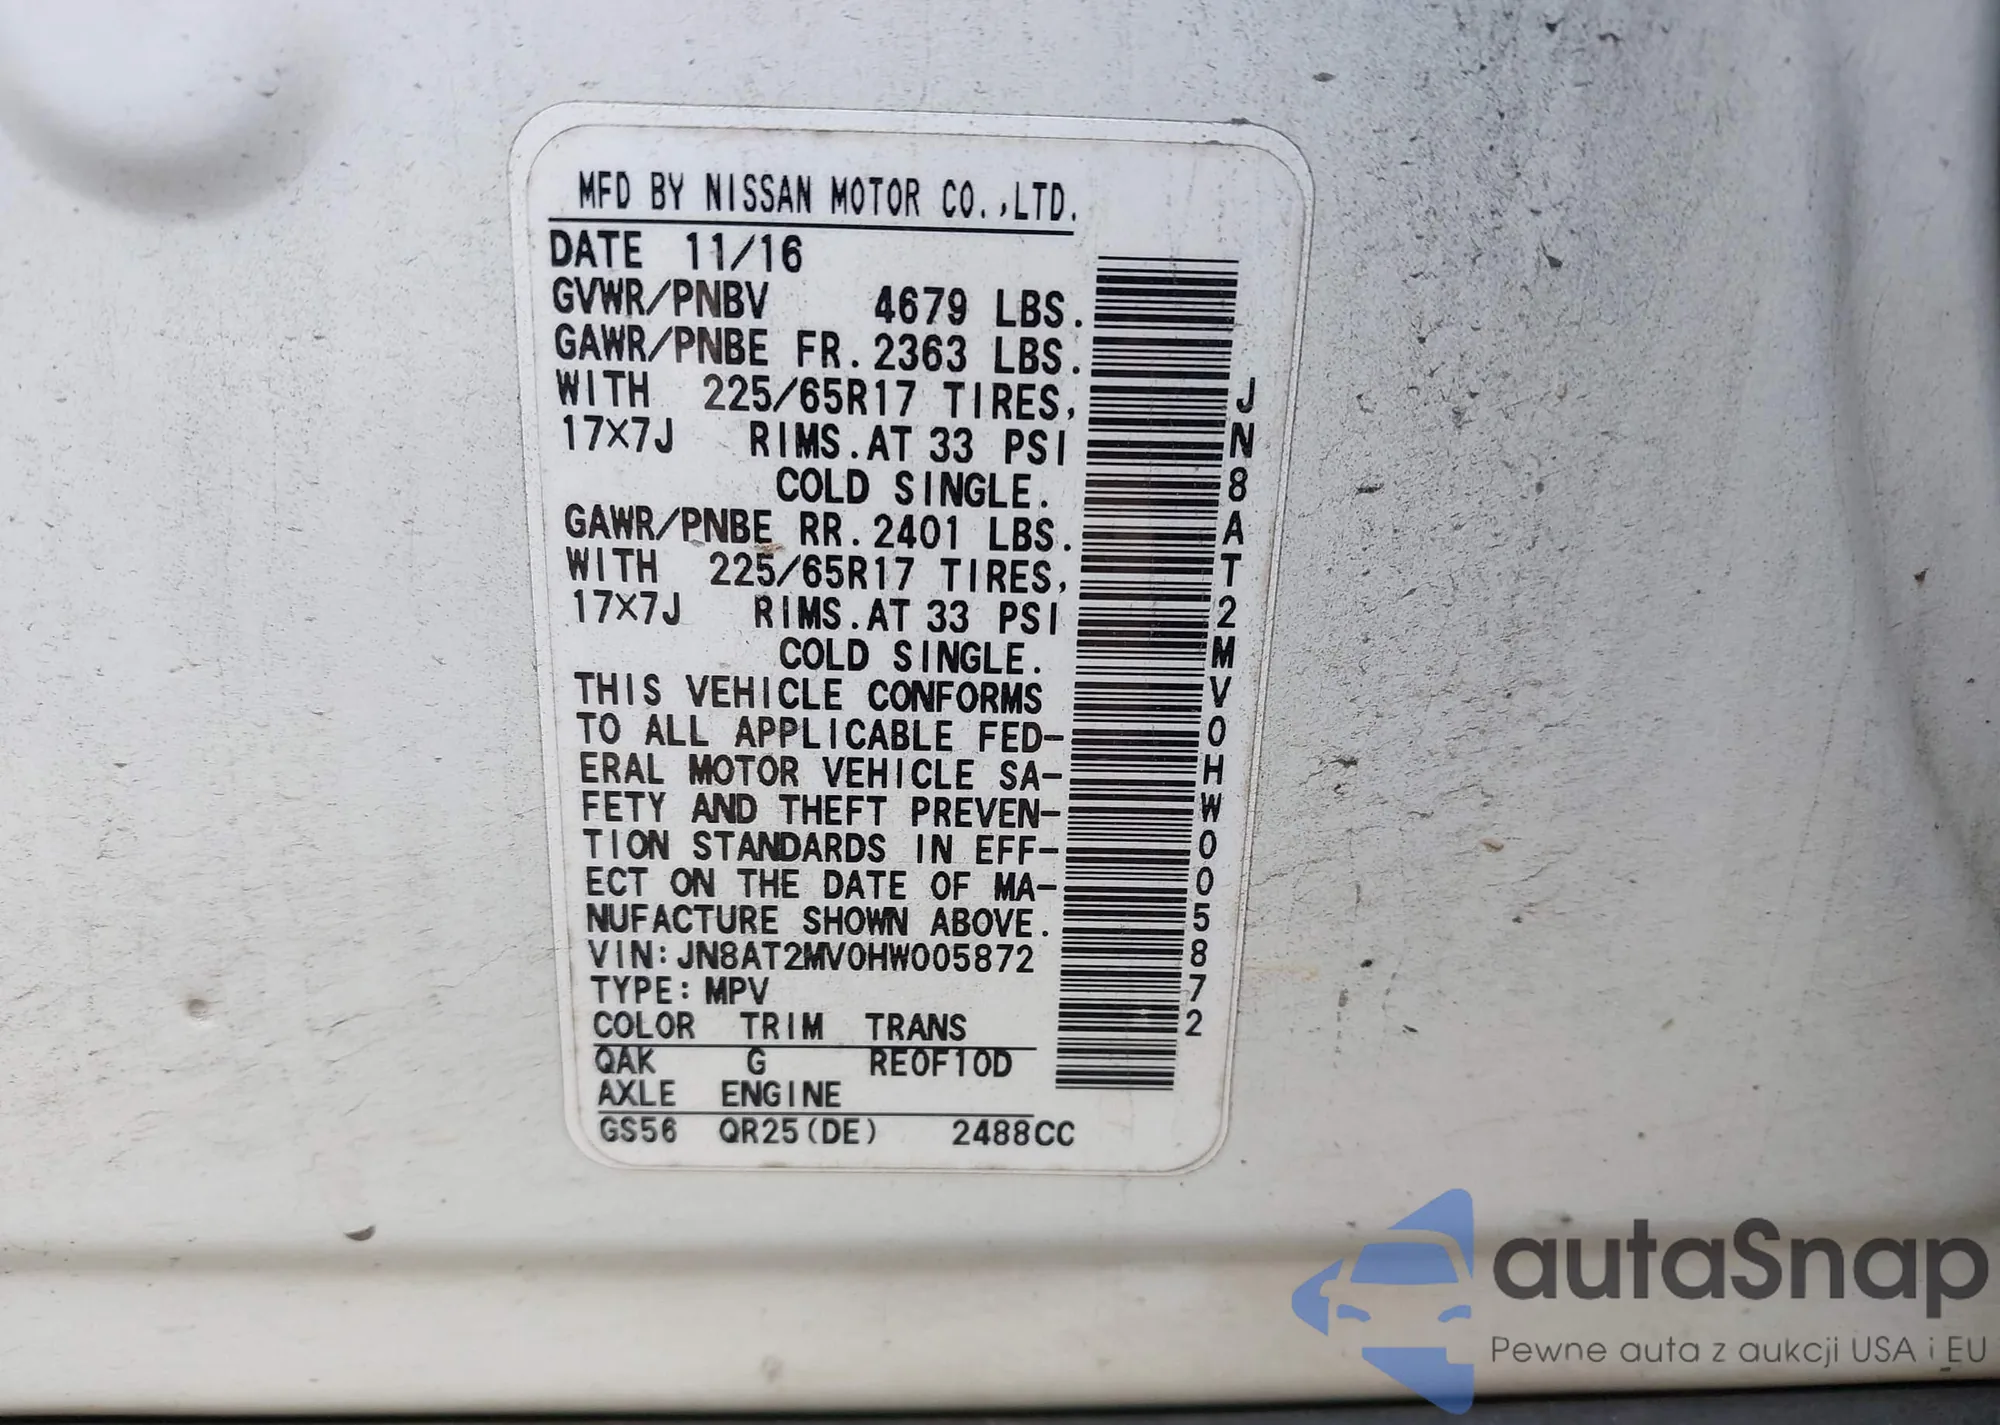 MFD BY NISSAN MOTOR CO.,LTD.
DATE 11/16
GVWR/PNBV 4679 LBS.
GAWR/PNBE FR. 2363 LBS.
WITH 225/65R17 TIRES,
17X7J RIMS.AT 33 PSI
COLD SINGLE.
GAWR/PNBE RR. 2401 LBS.
WITH 225/65R17 TIRES,
17X7J RIMS.AT 33 PSI
COLD SINGLE.
THIS VEHICLE CONFORMS
TO ALL APPLICABLE FED-
ERAL MOTOR VEHICLE SA-
FETY AND THEFT PREVEN-
TION STANDARDS IN EFF-
ECT ON THE DATE OF MA-
NUFACTURE SHOWN ABOVE.
VIN:JN8AT2MV0HW005872
TYPE:MPV
COLOR TRIM TRANS
QAK G RE0F10D
AXLE ENGINE
GS56 QR25(DE) 2488CC
JN8AT2MV0HW005872
autaSnap
Pewne auta z aukcji USA i EU